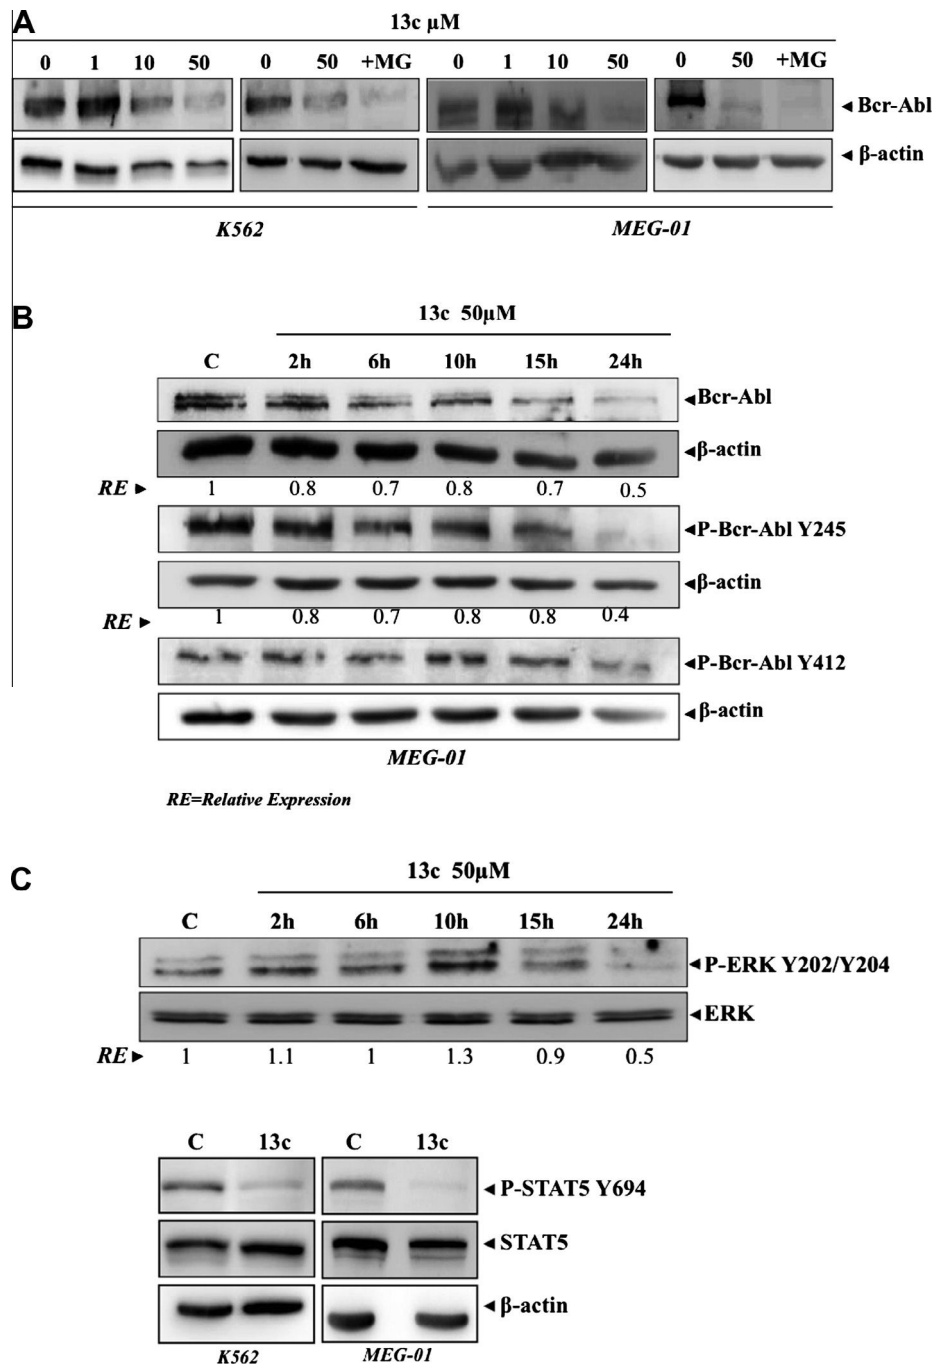 A
13c µM
0 1 10 50 0 50 +MG 0 1 10 50 0 50 +MG
Bcr-Abl
β-actin
K562 MEG-01
B
13c 50µM
C 2h 6h 10h 15h 24h
Bcr-Abl
β-actin
RE 1 0.8 0.7 0.8 0.7 0.5
P-Bcr-Abl Y245
β-actin
RE 1 0.8 0.7 0.8 0.8 0.4
P-Bcr-Abl Y412
β-actin
MEG-01
RE=Relative Expression
C
13c 50µM
C 2h 6h 10h 15h 24h
P-ERK Y202/Y204
ERK
RE 1 1.1 1 1.3 0.9 0.5
C 13c C 13c
P-STAT5 Y694
STAT5
β-actin
K562 MEG-01